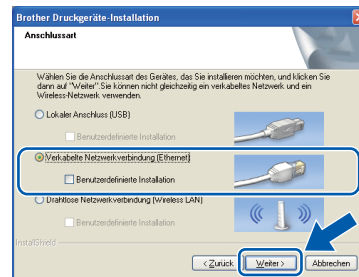 Brother Druckgeräte-Installation
Anschlussart
Wählen Sie die Anschlussart des Gerätes, das Sie installieren möchten, und klicken Sie
dann auf "Weiter".Sie können nicht gleichzeitig ein verkabeltes Netzwerk und ein
Wireless-Netzwerk verwenden.
Lokaler Anschluss (USB)
Benutzerdefinierte Installation
Verkabelte Netzwerkverbindung (Ethernet)
Benutzerdefinierte Installation
Drahtlose Netzwerkverbindung (Wireless LAN)
Benutzerdefinierte Installation
InstallShield
< Zurück
Weiter >
Abbrechen